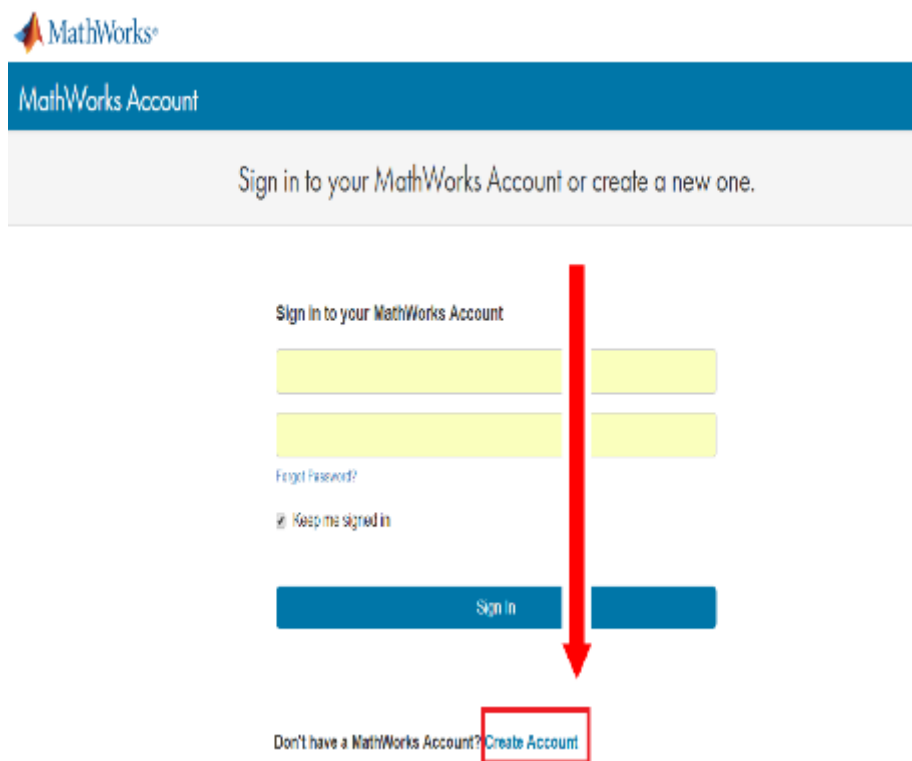 MathWorks®
MathWorks Account
Sign in to your MathWorks Account or create a new one.
Sign in to your MathWorks Account
Forgot Password?
Keep me signed in
Sign In
Don't have a MathWorks Account? Create Account